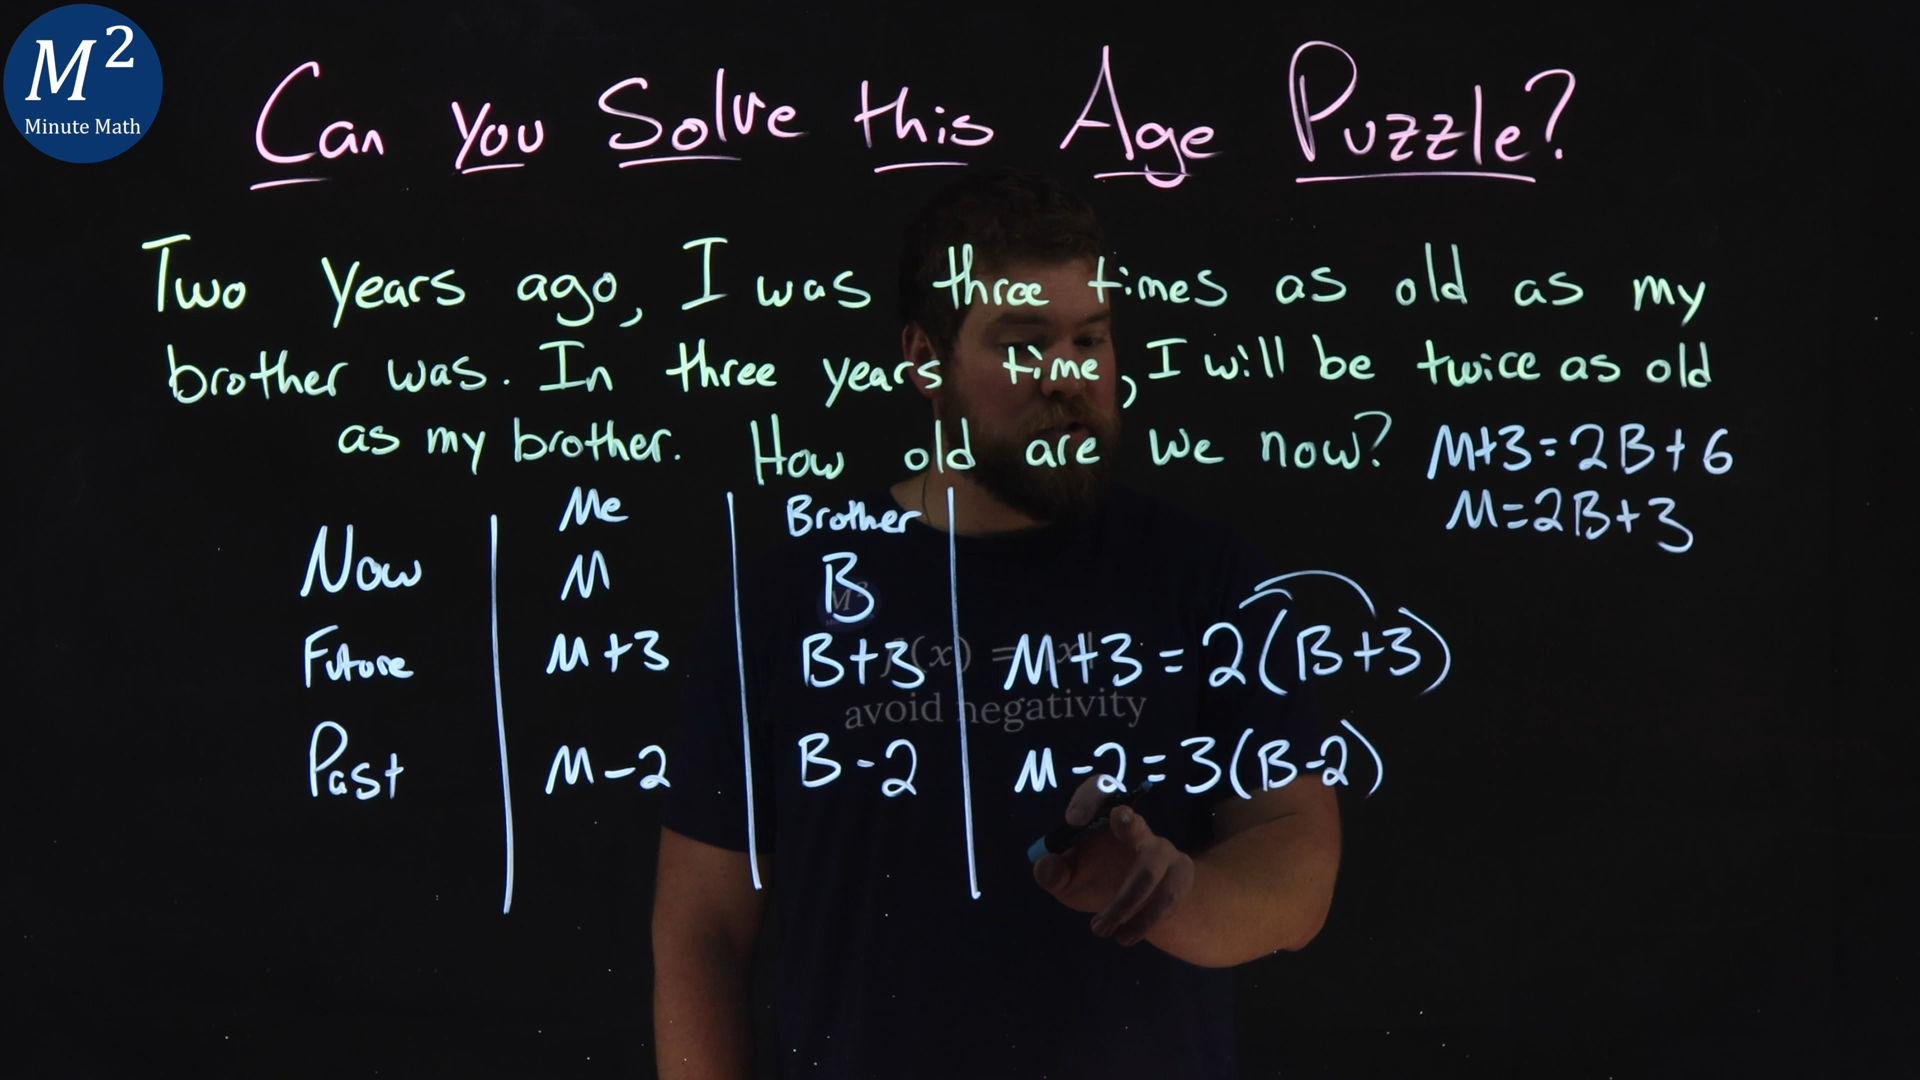 M²
Minute Math
Can You Solve this Age Puzzle?
Two years ago, I was three times as old as my
brother was. In three years time, I will be twice as old
as my brother. How old are we now?
M+3=2B+6
M=2B+3
Me Brother
Now M B
Future M+3 B+3 M+3=2(B+3)
Past M-2 B-2 M-2=3(B-2)
M²
avoid negativity